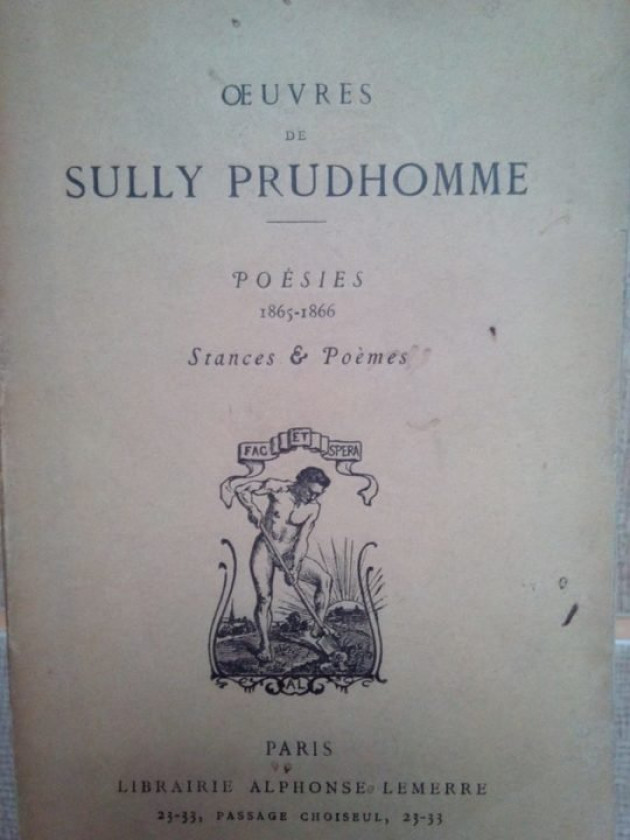 ŒUVRES
DE
SULLY PRUDHOMME
POÉSIES
1865-1866
Stances & Poèmes
FAC ET SPERA
AL
PARIS
LIBRAIRIE ALPHONSE LEMERRE
23-33, PASSAGE CHOISEUL, 23-33